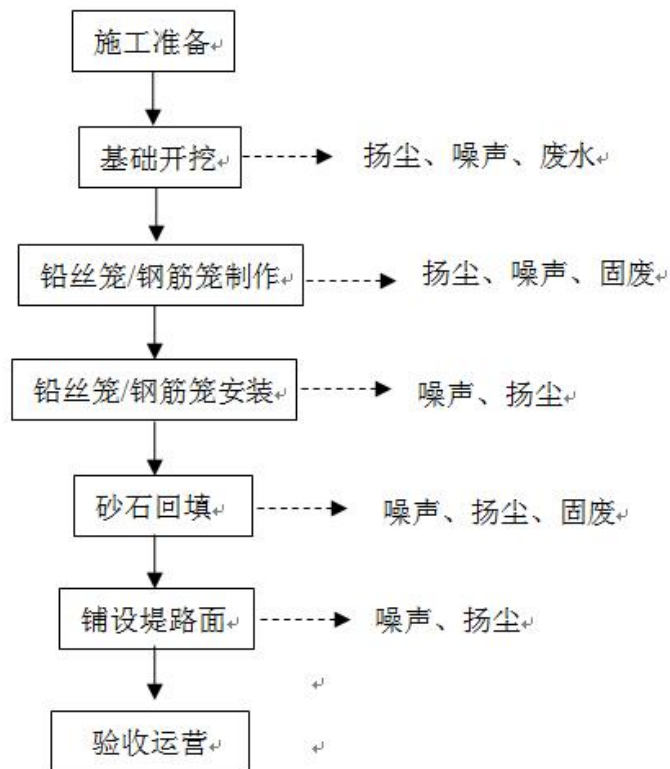 施工准备
基础开挖
扬尘、噪声、废水
铅丝笼/钢筋笼制作
扬尘、噪声、固废
铅丝笼/钢筋笼安装
噪声、扬尘
砂石回填
噪声、扬尘、固废
铺设堤路面
噪声、扬尘
验收运营